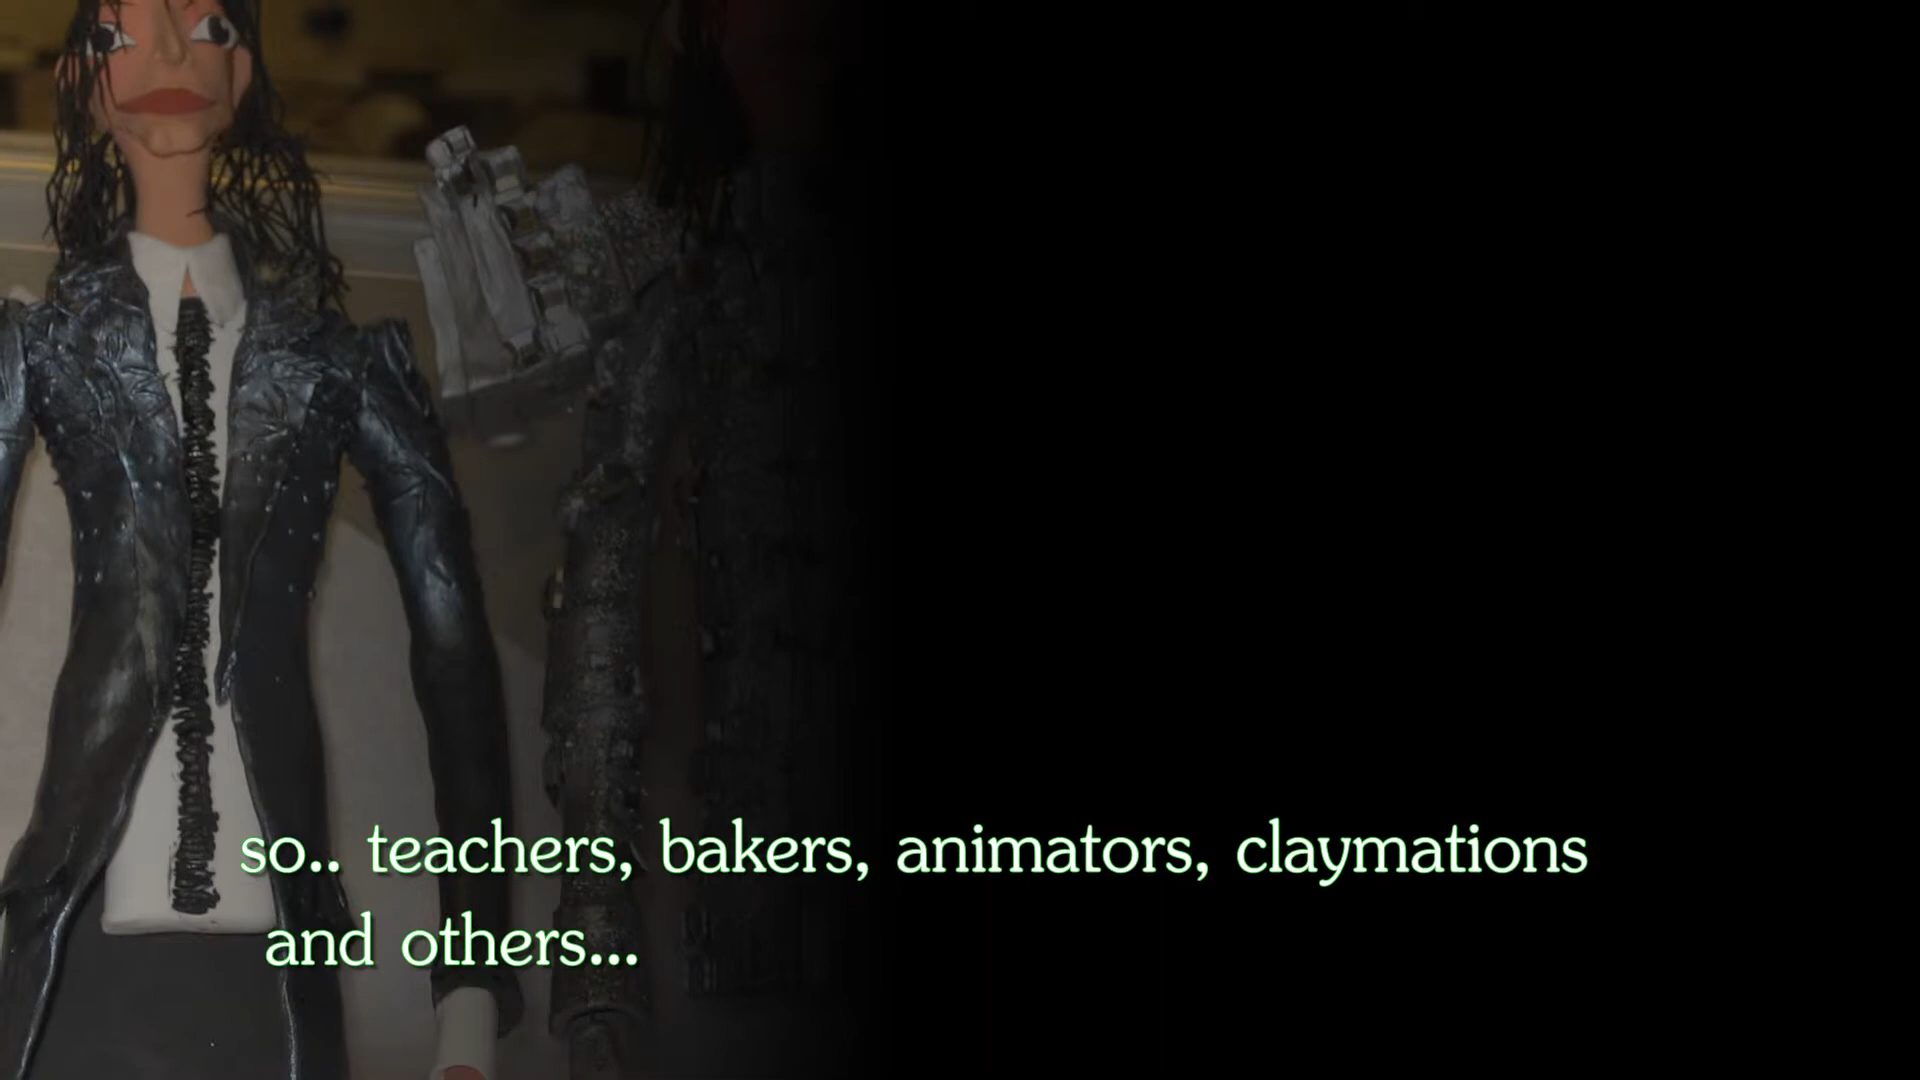 so.. teachers, bakers, animators, claymations
and others...